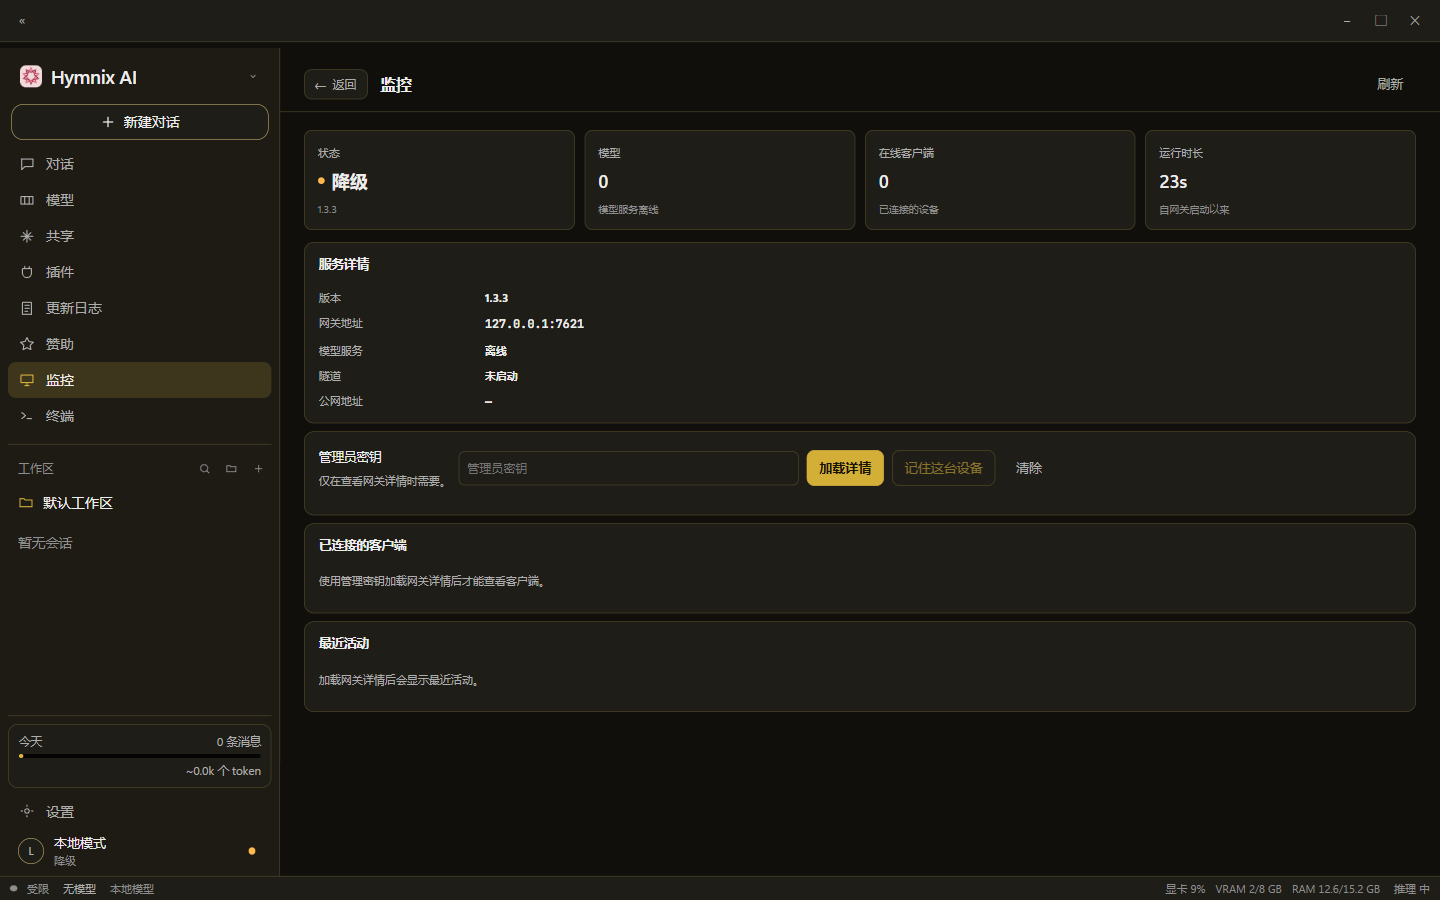 «
Hymnix AI
+ 新建对话
对话
模型
共享
插件
更新日志
赞助
监控
终端
工作区
默认工作区
暂无会话
今天 0 条消息
~0.0k 个 token
设置
L 本地模式
降级
← 返回 监控 刷新
状态
降级
1.3.3
模型
0
模型服务离线
在线客户端
0
已连接的设备
运行时长
23s
自网关启动以来
服务详情
版本 1.3.3
网关地址 127.0.0.1:7621
模型服务 离线
隧道 未启动
公网地址 —
管理员密钥
仅在查看网关详情时需要。
管理员密钥 加载详情 记住这台设备 清除
已连接的客户端
使用管理密钥加载网关详情后才能查看客户端。
最近活动
加载网关详情后会显示最近活动。
受限 无模型 本地模型 显卡 9% VRAM 2/8 GB RAM 12.6/15.2 GB 推理 中